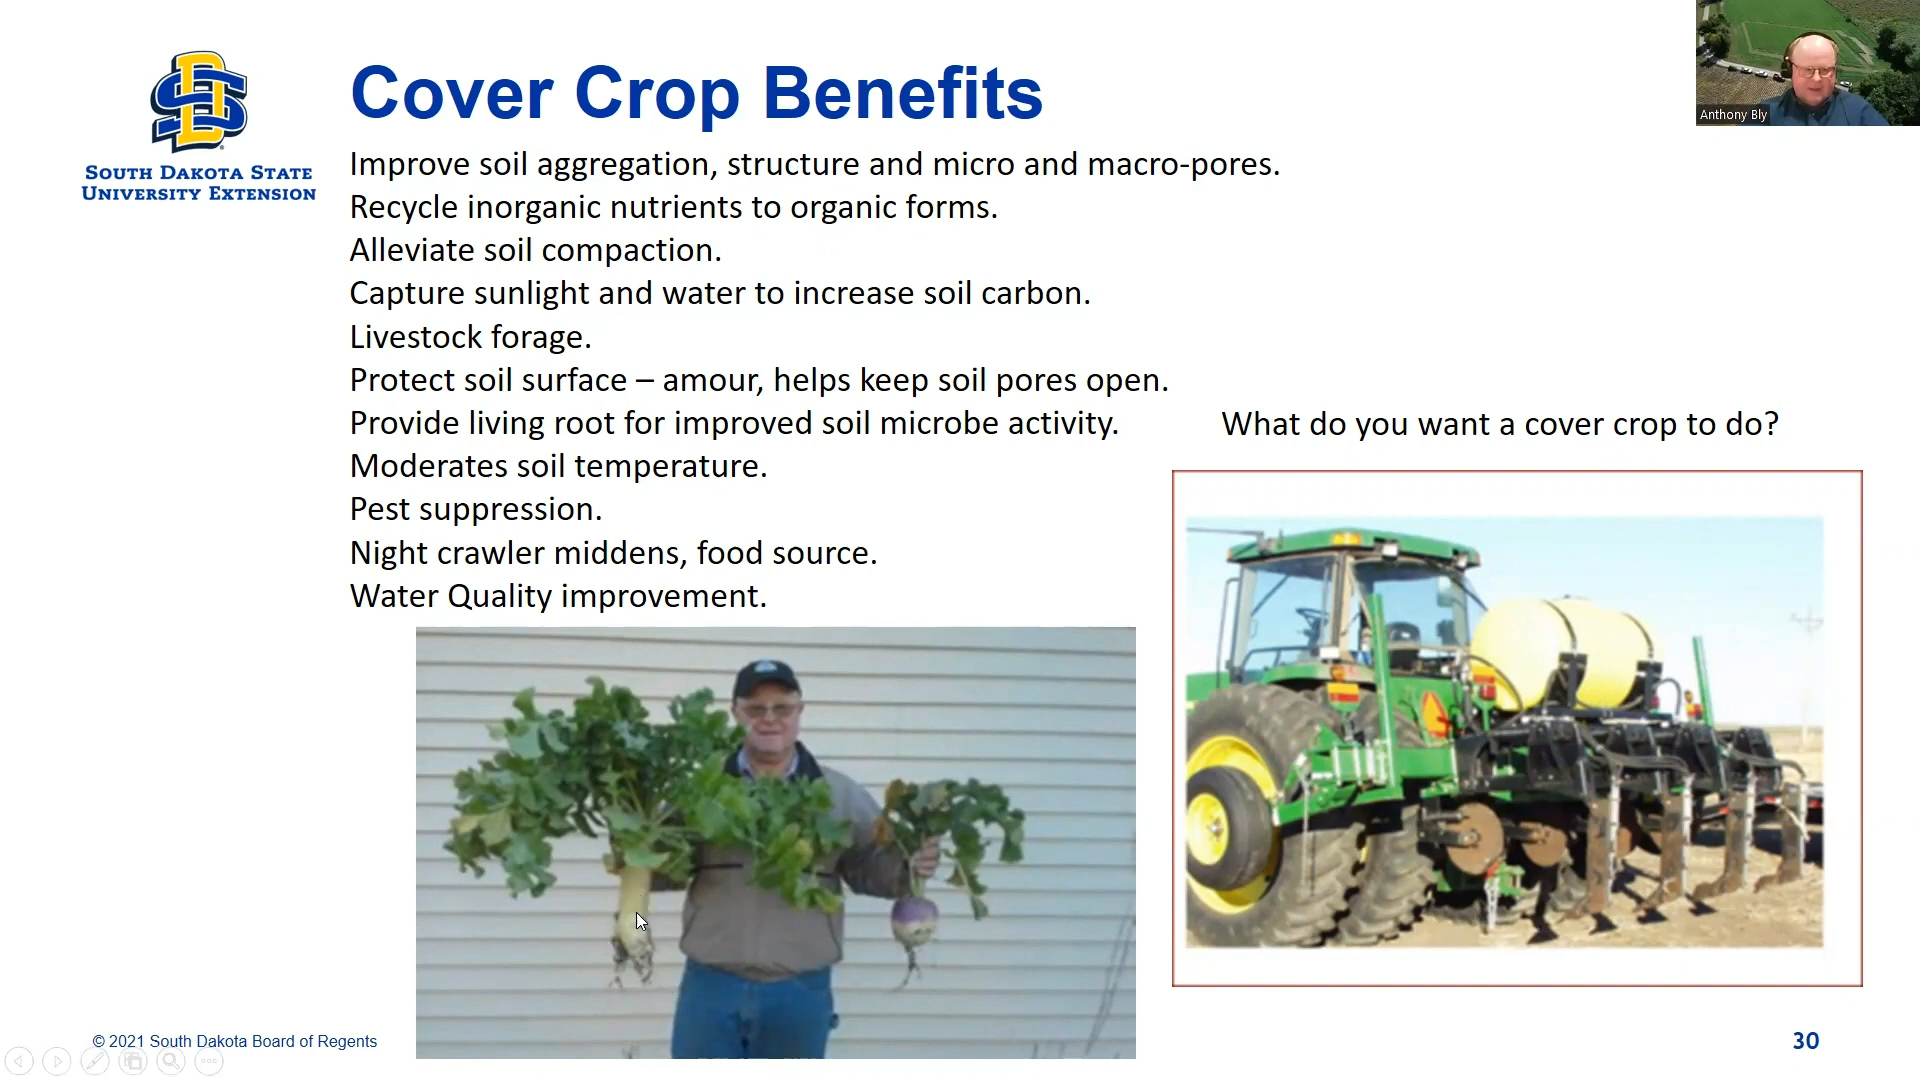 Cover Crop Benefits
Anthony Bly
SOUTH DAKOTA STATE
UNIVERSITY EXTENSION
Improve soil aggregation, structure and micro and macro-pores.
Recycle inorganic nutrients to organic forms.
Alleviate soil compaction.
Capture sunlight and water to increase soil carbon.
Livestock forage.
Protect soil surface – amour, helps keep soil pores open.
Provide living root for improved soil microbe activity.
What do you want a cover crop to do?
Moderates soil temperature.
Pest suppression.
Night crawler middens, food source.
Water Quality improvement.
© 2021 South Dakota Board of Regents
30